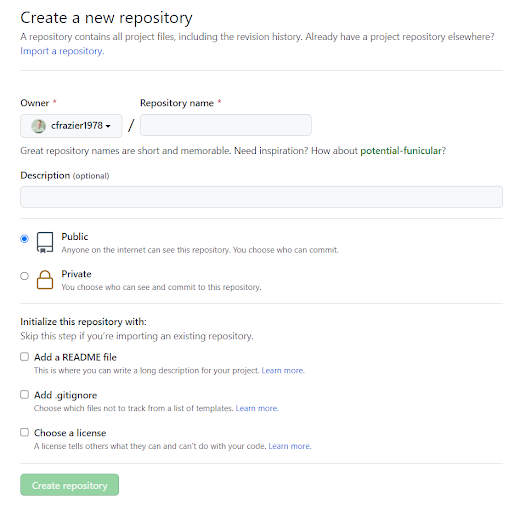 Create a new repository
A repository contains all project files, including the revision history. Already have a project repository elsewhere?
Import a repository.
Owner * Repository name *
cfrazier1978 /
Great repository names are short and memorable. Need inspiration? How about potential-funicular?
Description (optional)
Public
Anyone on the internet can see this repository. You choose who can commit.
Private
You choose who can see and commit to this repository.
Initialize this repository with:
Skip this step if you're importing an existing repository.
Add a README file
This is where you can write a long description for your project. Learn more.
Add .gitignore
Choose which files not to track from a list of templates. Learn more.
Choose a license
A license tells others what they can and can't do with your code. Learn more.
Create repository